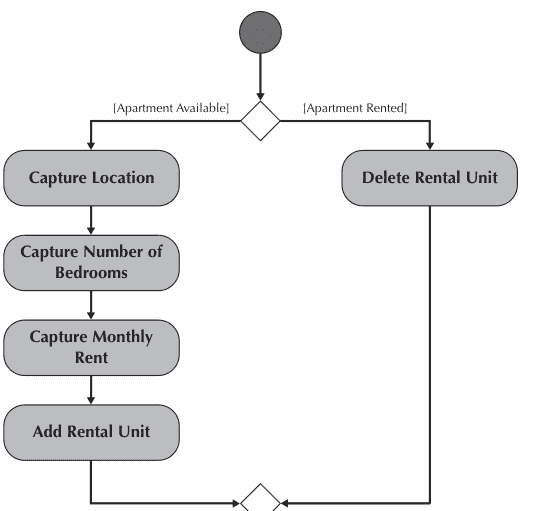 [Apartment Available]
[Apartment Rented]
Capture Location
Delete Rental Unit
Capture Number of
Bedrooms
Capture Monthly
Rent
Add Rental Unit